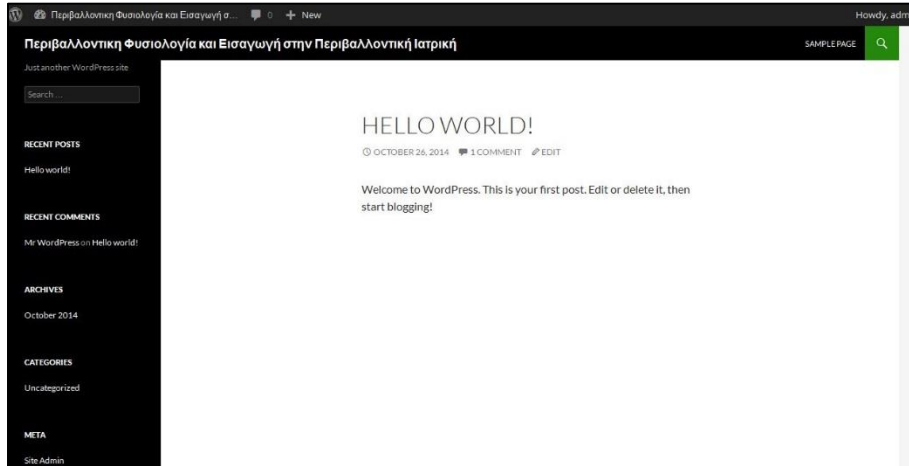 Περιβαλλοντικη Φυσιολογία και Εισαγωγή σ... 0 + New
Howdy, adm
Περιβαλλοντικη Φυσιολογία και Εισαγωγή στην Περιβαλλοντική Ιατρική
SAMPLE PAGE
Just another WordPress site
Search ...
RECENT POSTS
Hello world!
RECENT COMMENTS
Mr WordPress on Hello world!
ARCHIVES
October 2014
CATEGORIES
Uncategorized
META
Site Admin
HELLO WORLD!
OCTOBER 26, 2014 1 COMMENT EDIT
Welcome to WordPress. This is your first post. Edit or delete it, then
start blogging!